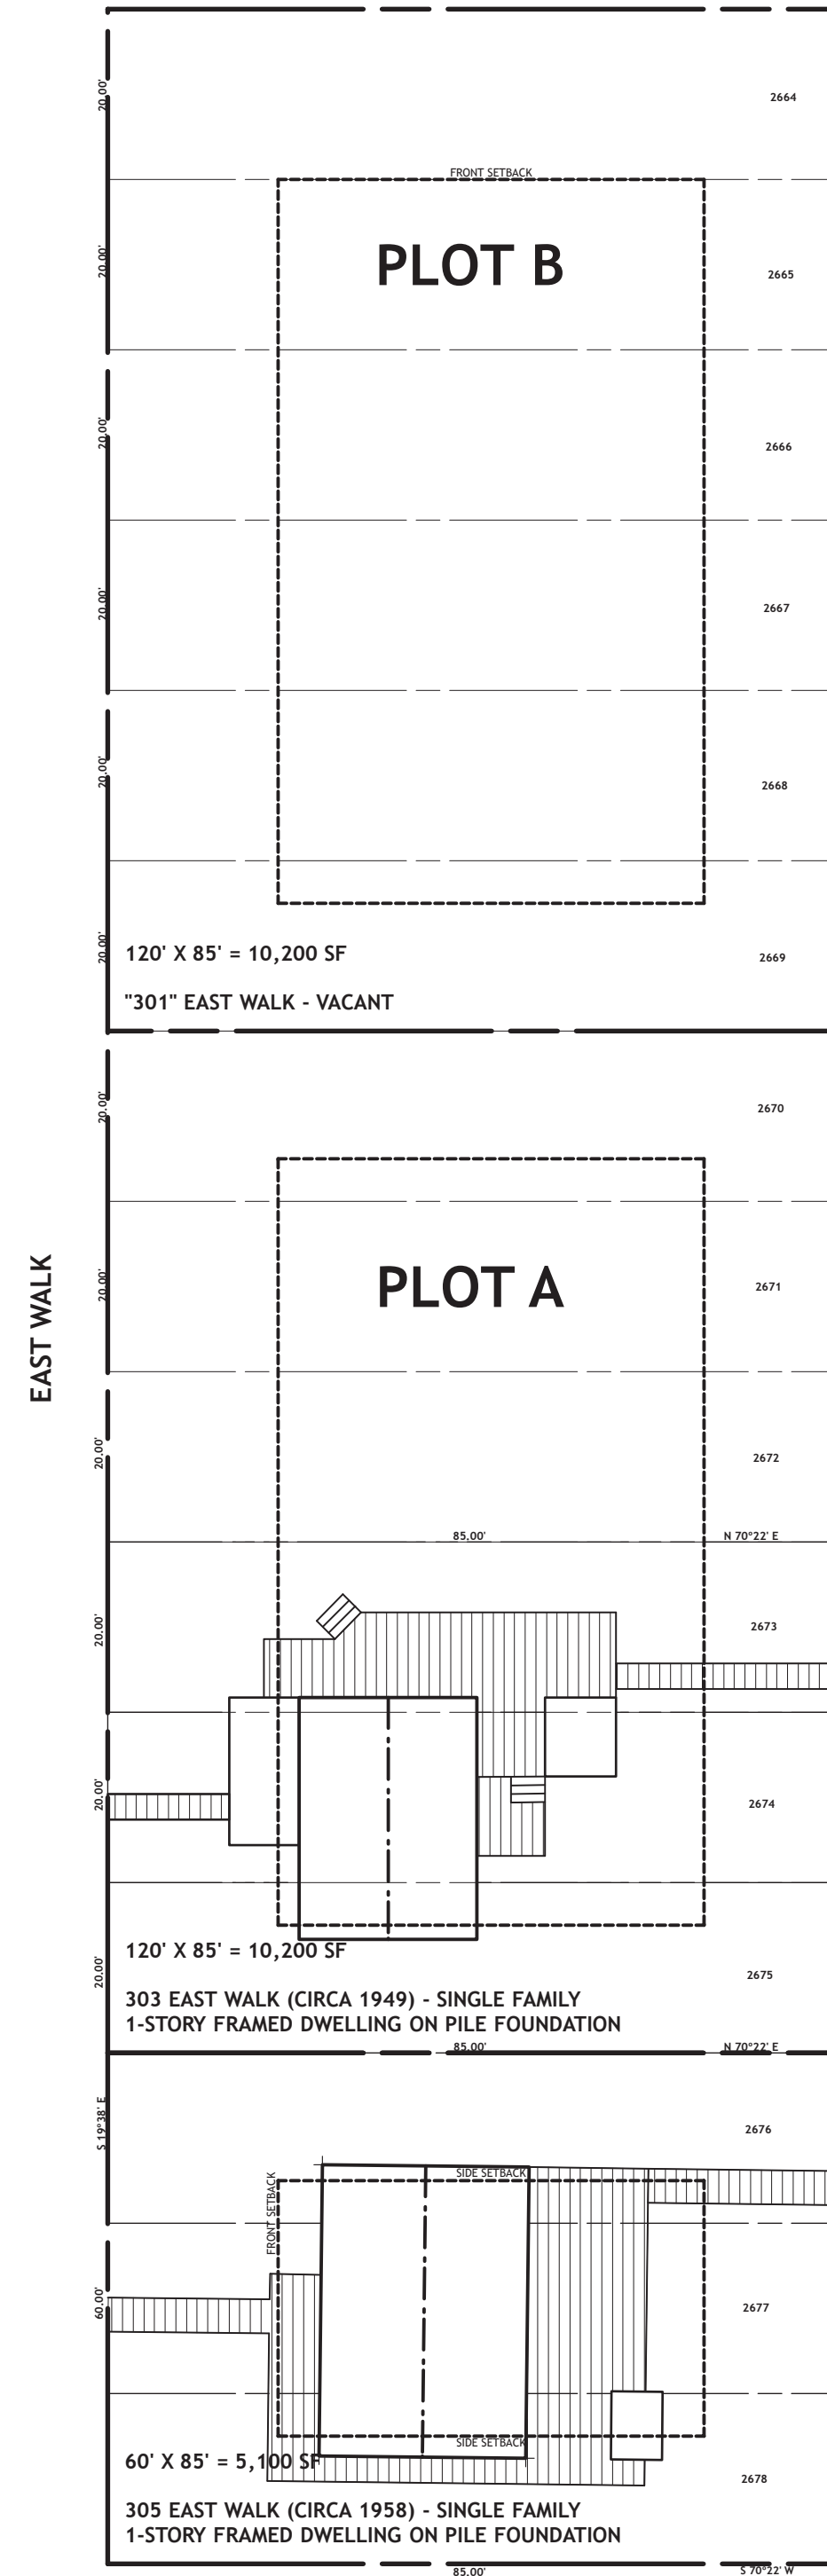 20.00'
2664
FRONT SETBACK
PLOT B
20.00'
2665
20.00'
2666
20.00'
2667
20.00'
2668
20.00'
120' X 85' = 10,200 SF
2669
"301" EAST WALK - VACANT
20.00'
2670
EAST WALK
20.00'
PLOT A
2671
20.00'
2672
85.00'
N 70°22' E
20.00'
2673
20.00'
2674
120' X 85' = 10,200 SF
20.00'
2675
303 EAST WALK (CIRCA 1949) - SINGLE FAMILY
1-STORY FRAMED DWELLING ON PILE FOUNDATION
85.00'
N 70°22' E
S 19°38' E
2676
SIDE SETBACK
FRONT SETBACK
60.00'
2677
SIDE SETBACK
60' X 85' = 5,100 SF
2678
305 EAST WALK (CIRCA 1958) - SINGLE FAMILY
1-STORY FRAMED DWELLING ON PILE FOUNDATION
85.00'
S 70°22' W